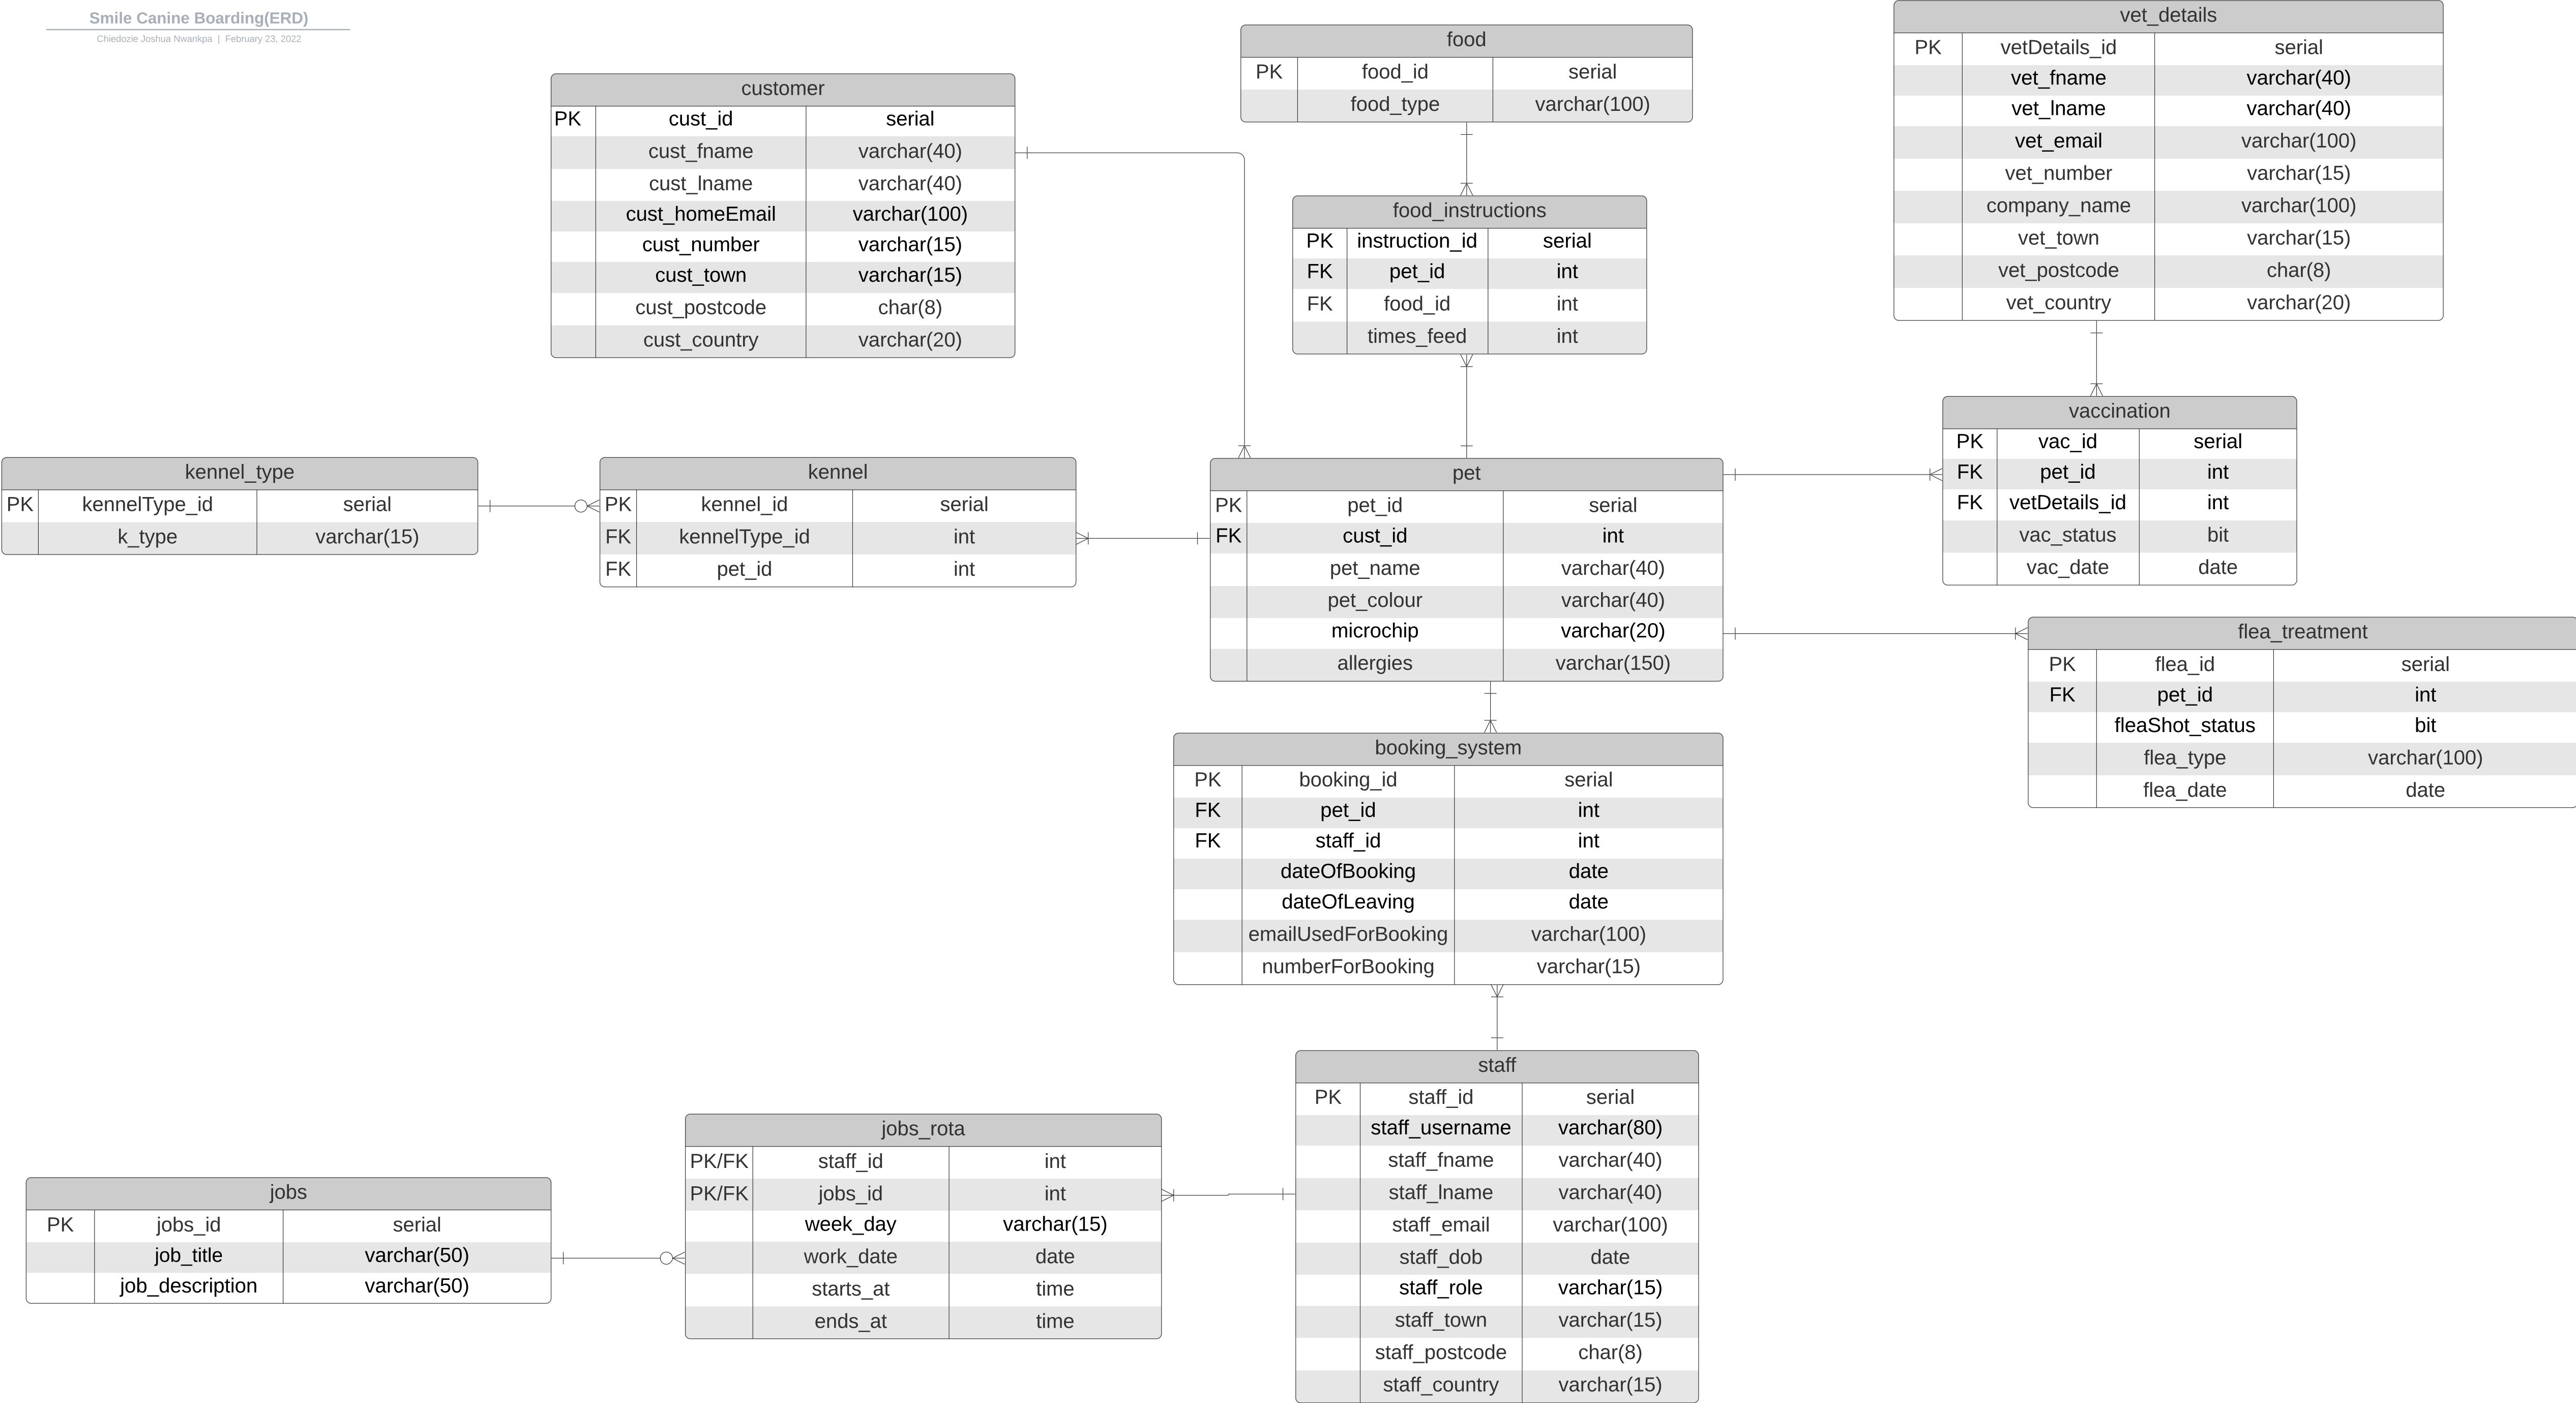 Smile Canine Boarding(ERD)
Chiedozie Joshua Nwankpa | February 23, 2022
customer
PK cust_id serial
cust_fname varchar(40)
cust_lname varchar(40)
cust_homeEmail varchar(100)
cust_number varchar(15)
cust_town varchar(15)
cust_postcode char(8)
cust_country varchar(20)
food
PK food_id serial
food_type varchar(100)
food_instructions
PK instruction_id serial
FK pet_id int
FK food_id int
times_feed int
vet_details
PK vetDetails_id serial
vet_fname varchar(40)
vet_lname varchar(40)
vet_email varchar(100)
vet_number varchar(15)
company_name varchar(100)
vet_town varchar(15)
vet_postcode char(8)
vet_country varchar(20)
kennel_type
PK kennelType_id serial
k_type varchar(15)
kennel
PK kennel_id serial
FK kennelType_id int
FK pet_id int
pet
PK pet_id serial
FK cust_id int
pet_name varchar(40)
pet_colour varchar(40)
microchip varchar(20)
allergies varchar(150)
vaccination
PK vac_id serial
FK pet_id int
FK vetDetails_id int
vac_status bit
vac_date date
flea_treatment
PK flea_id serial
FK pet_id int
fleaShot_status bit
flea_type varchar(100)
flea_date date
booking_system
PK booking_id serial
FK pet_id int
FK staff_id int
dateOfBooking date
dateOfLeaving date
emailUsedForBooking varchar(100)
numberForBooking varchar(15)
jobs
PK jobs_id serial
job_title varchar(50)
job_description varchar(50)
jobs_rota
PK/FK staff_id int
PK/FK jobs_id int
week_day varchar(15)
work_date date
starts_at time
ends_at time
staff
PK staff_id serial
staff_username varchar(80)
staff_fname varchar(40)
staff_lname varchar(40)
staff_email varchar(100)
staff_dob date
staff_role varchar(15)
staff_town varchar(15)
staff_postcode char(8)
staff_country varchar(15)